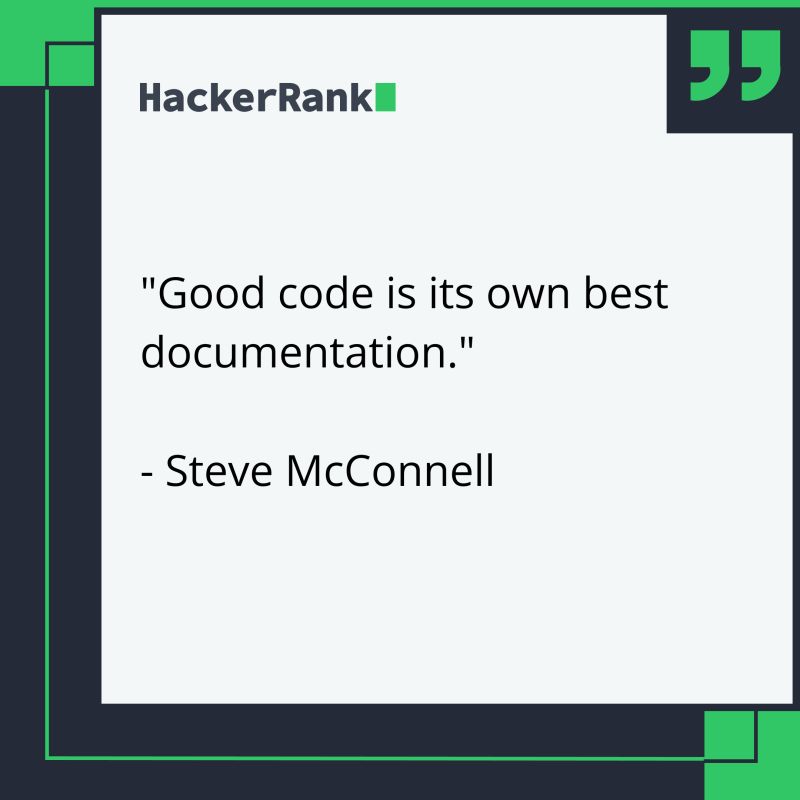 HackerRank
"Good code is its own best
documentation."
- Steve McConnell